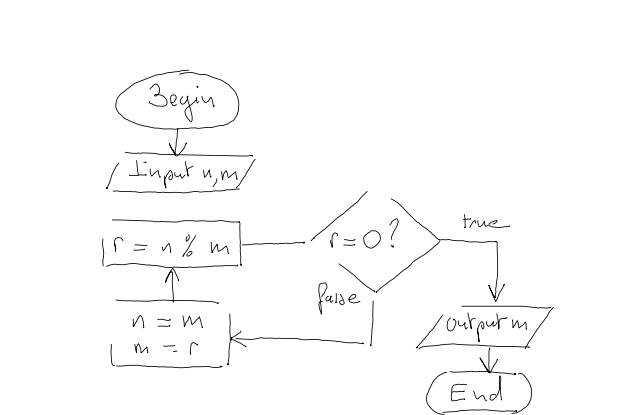 Begin
Input n,m
r = n % m
r = 0?
true
false
n = m
m = r
output m
End